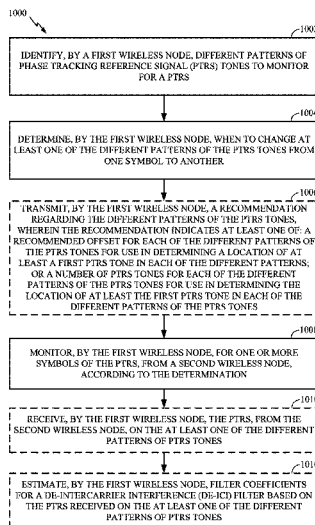 1000
1002
IDENTIFY, BY A FIRST WIRELESS NODE, DIFFERENT PATTERNS OF
PHASE TRACKING REFERENCE SIGNAL (PTRS) TONES TO MONITOR
FOR A PTRS
1004
DETERMINE, BY THE FIRST WIRELESS NODE, WHEN TO CHANGE AT
LEAST ONE OF THE DIFFERENT PATTERNS OF THE PTRS TONES FROM
ONE SYMBOL TO ANOTHER
1006
TRANSMIT, BY THE FIRST WIRELESS NODE, A RECOMMENDATION
REGARDING THE DIFFERENT PATTERNS OF THE PTRS TONES,
WHEREIN THE RECOMMENDATION INDICATES AT LEAST ONE OF: A
RECOMMENDED OFFSET FOR EACH OF THE DIFFERENT PATTERNS OF
THE PTRS TONES FOR USE IN DETERMINING A LOCATION OF AT
LEAST A FIRST PTRS TONE IN EACH OF THE DIFFERENT PATTERNS;
OR A NUMBER OF PTRS TONES FOR EACH OF THE DIFFERENT
PATTERNS OF THE PTRS TONES FOR USE IN DETERMINING THE
LOCATION OF AT LEAST THE FIRST PTRS TONE IN EACH OF THE
DIFFERENT PATTERNS OF THE PTRS TONES
1008
MONITOR, BY THE FIRST WIRELESS NODE, FOR ONE OR MORE
SYMBOLS OF THE PTRS, FROM A SECOND WIRELESS NODE,
ACCORDING TO THE DETERMINATION
1010
RECEIVE, BY THE FIRST WIRELESS NODE, THE PTRS, FROM THE
SECOND WIRELESS NODE, ON THE AT LEAST ONE OF THE DIFFERENT
PATTERNS OF PTRS TONES
1010
ESTIMATE, BY THE FIRST WIRELESS NODE, FILTER COEFFICIENTS
FOR A DE-INTERCARRIER INTERFERENCE (DE-ICI) FILTER BASED ON
THE PTRS RECEIVED ON THE AT LEAST ONE OF THE DIFFERENT
PATTERNS OF PTRS TONES